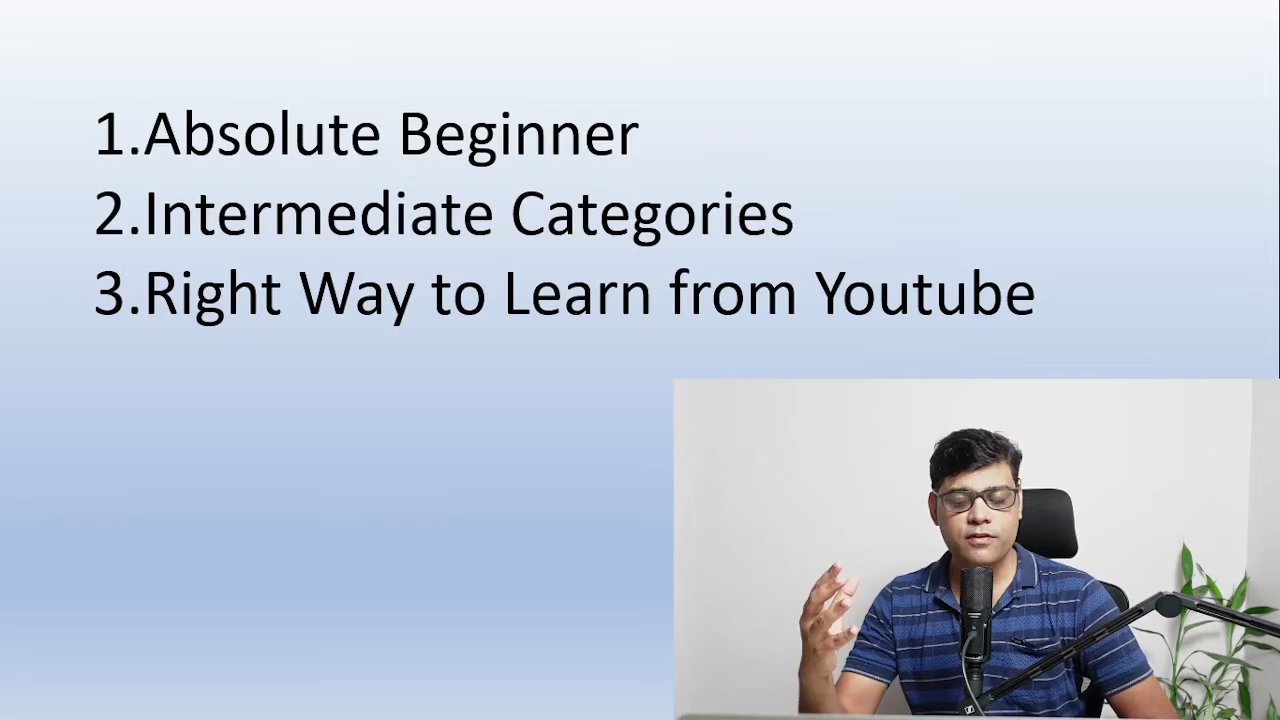 1.Absolute Beginner
2.Intermediate Categories
3.Right Way to Learn from Youtube